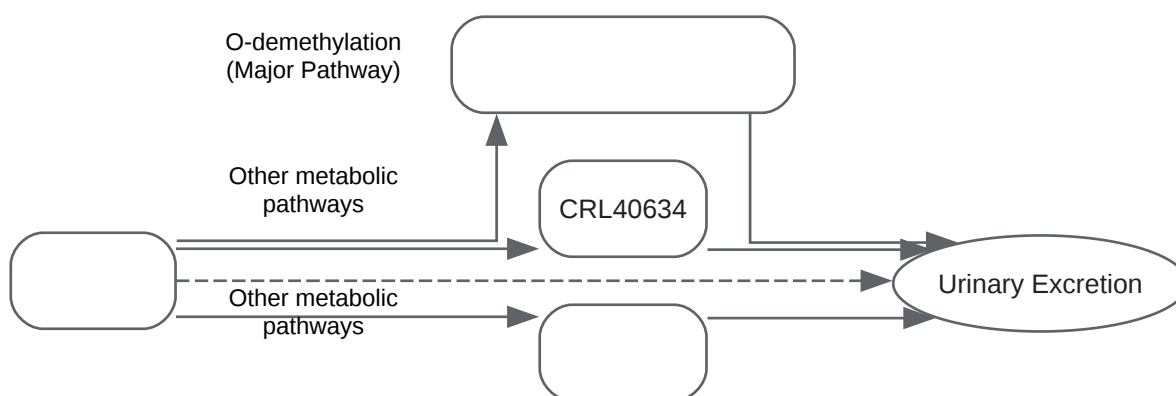 O-demethylation
(Major Pathway)
Other metabolic
pathways
CRL40634
Urinary Excretion
Other metabolic
pathways